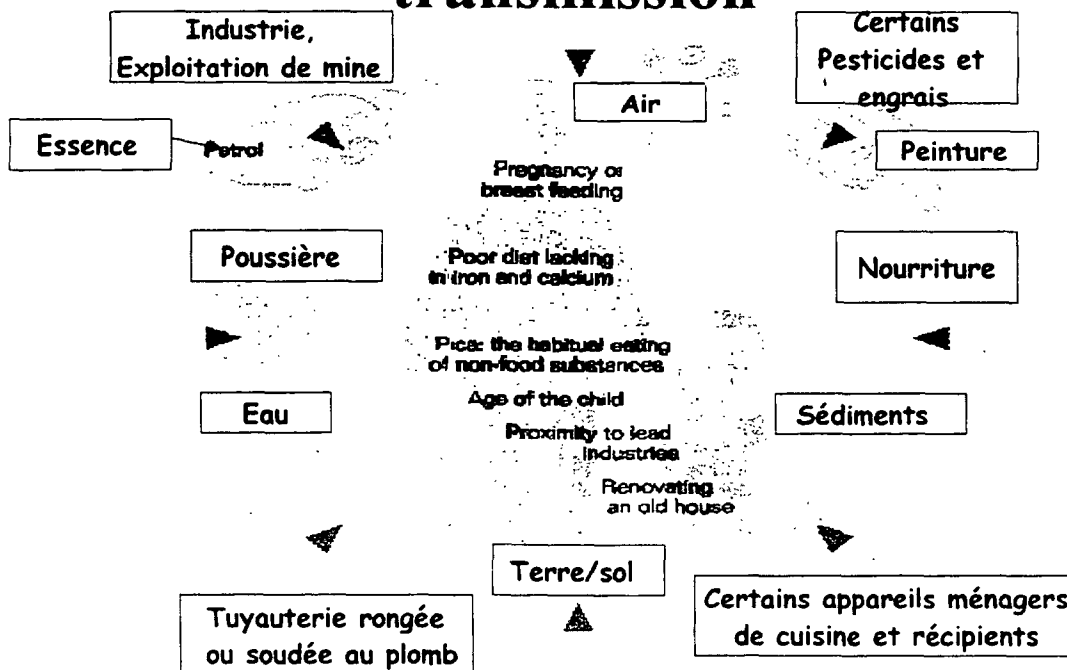 transmission
Industrie,
Exploitation de mine
Certains
Pesticides et
engrais
Air
Essence
Petrol
Peinture
Pregnancy or
breast feeding
Poussière
Poor diet lacking
in iron and calcium
Nourriture
Pica: the habitual eating
of non-food substances
Age of the child
Eau
Sédiments
Proximity to lead
industries
Renovating
an old house
Terre/sol
Tuyauterie rongée
ou soudée au plomb
Certains appareils ménagers
de cuisine et récipients